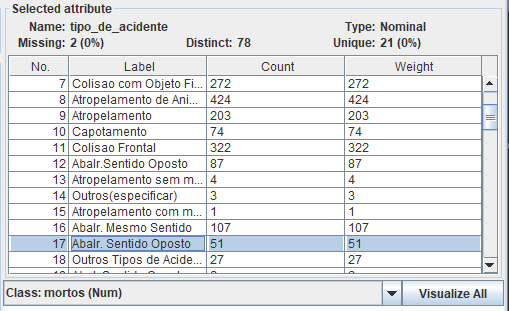 Selected attribute
Name: tipo_de_acidente Type: Nominal
Missing: 2 (0%) Distinct: 78 Unique: 21 (0%)
No. Label Count Weight
7 Colisao com Objeto Fi... 272 272
8 Atropelamento de Ani... 424 424
9 Atropelamento 203 203
10 Capotamento 74 74
11 Colisao Frontal 322 322
12 Abalr.Sentido Oposto 87 87
13 Atropelamento sem m... 4 4
14 Outros(especificar) 3 3
15 Atropelamento com m... 1 1
16 Abalr. Mesmo Sentido 107 107
17 Abalr. Sentido Oposto 51 51
18 Outros Tipos de Acide... 27 27
Class: mortos (Num) Visualize All